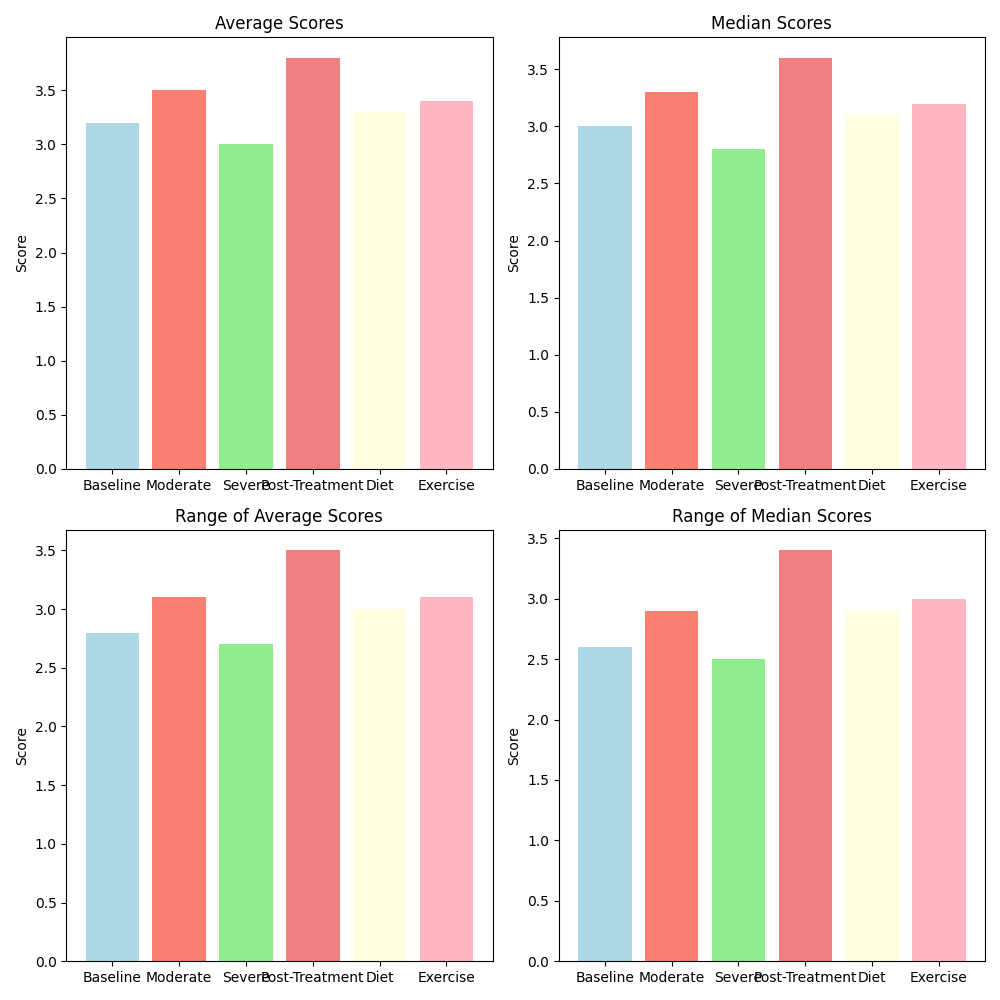 Average Scores
Score
3.5
3.0
2.5
2.0
1.5
1.0
0.5
0.0
Baseline Moderate Severe Post-Treatment Diet Exercise
Median Scores
Score
3.5
3.0
2.5
2.0
1.5
1.0
0.5
0.0
Baseline Moderate Severe Post-Treatment Diet Exercise
Range of Average Scores
Score
3.5
3.0
2.5
2.0
1.5
1.0
0.5
0.0
Baseline Moderate Severe Post-Treatment Diet Exercise
Range of Median Scores
Score
3.5
3.0
2.5
2.0
1.5
1.0
0.5
0.0
Baseline Moderate Severe Post-Treatment Diet Exercise